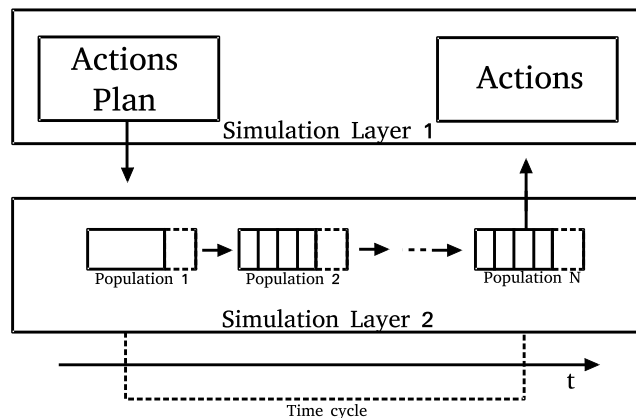 Actions
Plan
Actions
Simulation Layer 1
Population 1
Population 2
Population N
Simulation Layer 2
t
Time cycle